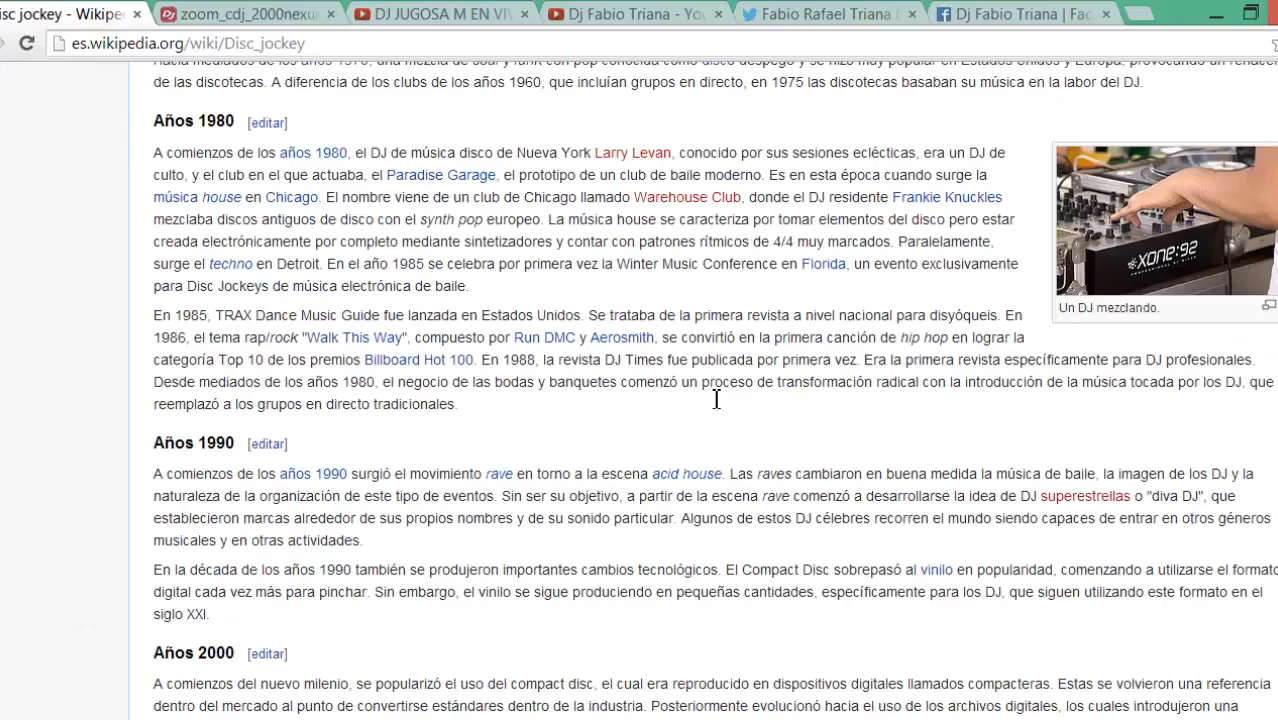 isc jockey - Wikipe
zoom_cdj_2000nexu
DJ JUGOSA M EN VIV
Dj Fabio Triana - Yo
Fabio Rafael Triana (
Dj Fabio Triana | Fac
es.wikipedia.org/wiki/Disc_jockey
de las discotecas. A diferencia de los clubs de los años 1960, que incluían grupos en directo, en 1975 las discotecas basaban su música en la labor del DJ.
Años 1980 [editar]
A comienzos de los años 1980, el DJ de música disco de Nueva York Larry Levan, conocido por sus sesiones eclécticas, era un DJ de
culto, y el club en el que actuaba, el Paradise Garage, el prototipo de un club de baile moderno. Es en esta época cuando surge la
música house en Chicago. El nombre viene de un club de Chicago llamado Warehouse Club, donde el DJ residente Frankie Knuckles
mezclaba discos antiguos de disco con el synth pop europeo. La música house se caracteriza por tomar elementos del disco pero estar
creada electrónicamente por completo mediante sintetizadores y contar con patrones rítmicos de 4/4 muy marcados. Paralelamente,
surge el techno en Detroit. En el año 1985 se celebra por primera vez la Winter Music Conference en Florida, un evento exclusivamente
para Disc Jockeys de música electrónica de baile.
XONE:92
Un DJ mezclando.
En 1985, TRAX Dance Music Guide fue lanzada en Estados Unidos. Se trataba de la primera revista a nivel nacional para disyóqueis. En
1986, el tema rap/rock "Walk This Way", compuesto por Run DMC y Aerosmith, se convirtió en la primera canción de hip hop en lograr la
categoría Top 10 de los premios Billboard Hot 100. En 1988, la revista DJ Times fue publicada por primera vez. Era la primera revista específicamente para DJ profesionales.
Desde mediados de los años 1980, el negocio de las bodas y banquetes comenzó un proceso de transformación radical con la introducción de la música tocada por los DJ, que
reemplazó a los grupos en directo tradicionales.
Años 1990 [editar]
A comienzos de los años 1990 surgió el movimiento rave en torno a la escena acid house. Las raves cambiaron en buena medida la música de baile, la imagen de los DJ y la
naturaleza de la organización de este tipo de eventos. Sin ser su objetivo, a partir de la escena rave comenzó a desarrollarse la idea de DJ superestrellas o "diva DJ", que
establecieron marcas alrededor de sus propios nombres y de su sonido particular. Algunos de estos DJ célebres recorren el mundo siendo capaces de entrar en otros géneros
musicales y en otras actividades.
En la década de los años 1990 también se produjeron importantes cambios tecnológicos. El Compact Disc sobrepasó al vinilo en popularidad, comenzando a utilizarse el formato
digital cada vez más para pinchar. Sin embargo, el vinilo se sigue produciendo en pequeñas cantidades, específicamente para los DJ, que siguen utilizando este formato en el
siglo XXI.
Años 2000 [editar]
A comienzos del nuevo milenio, se popularizó el uso del compact disc, el cual era reproducido en dispositivos digitales llamados compacteras. Estas se volvieron una referencia
dentro del mercado al punto de convertirse estándares dentro de la industria. Posteriormente evolucionó hacia el uso de los archivos digitales, los cuales introdujeron una